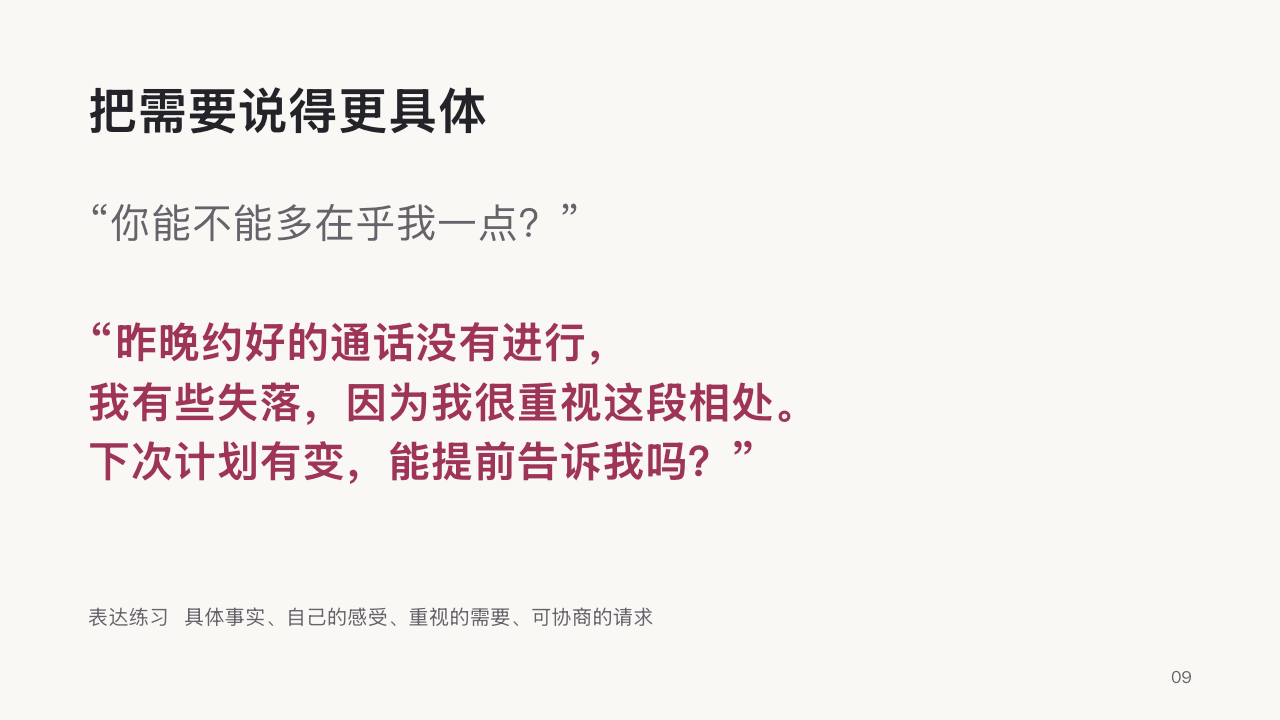 把需要说得更具体
“你能不能多在乎我一点？”
“昨晚约好的通话没有进行，
我有些失落，因为我很重视这段相处。
下次计划有变，能提前告诉我吗？”
表达练习 具体事实、自己的感受、重视的需要、可协商的请求
09